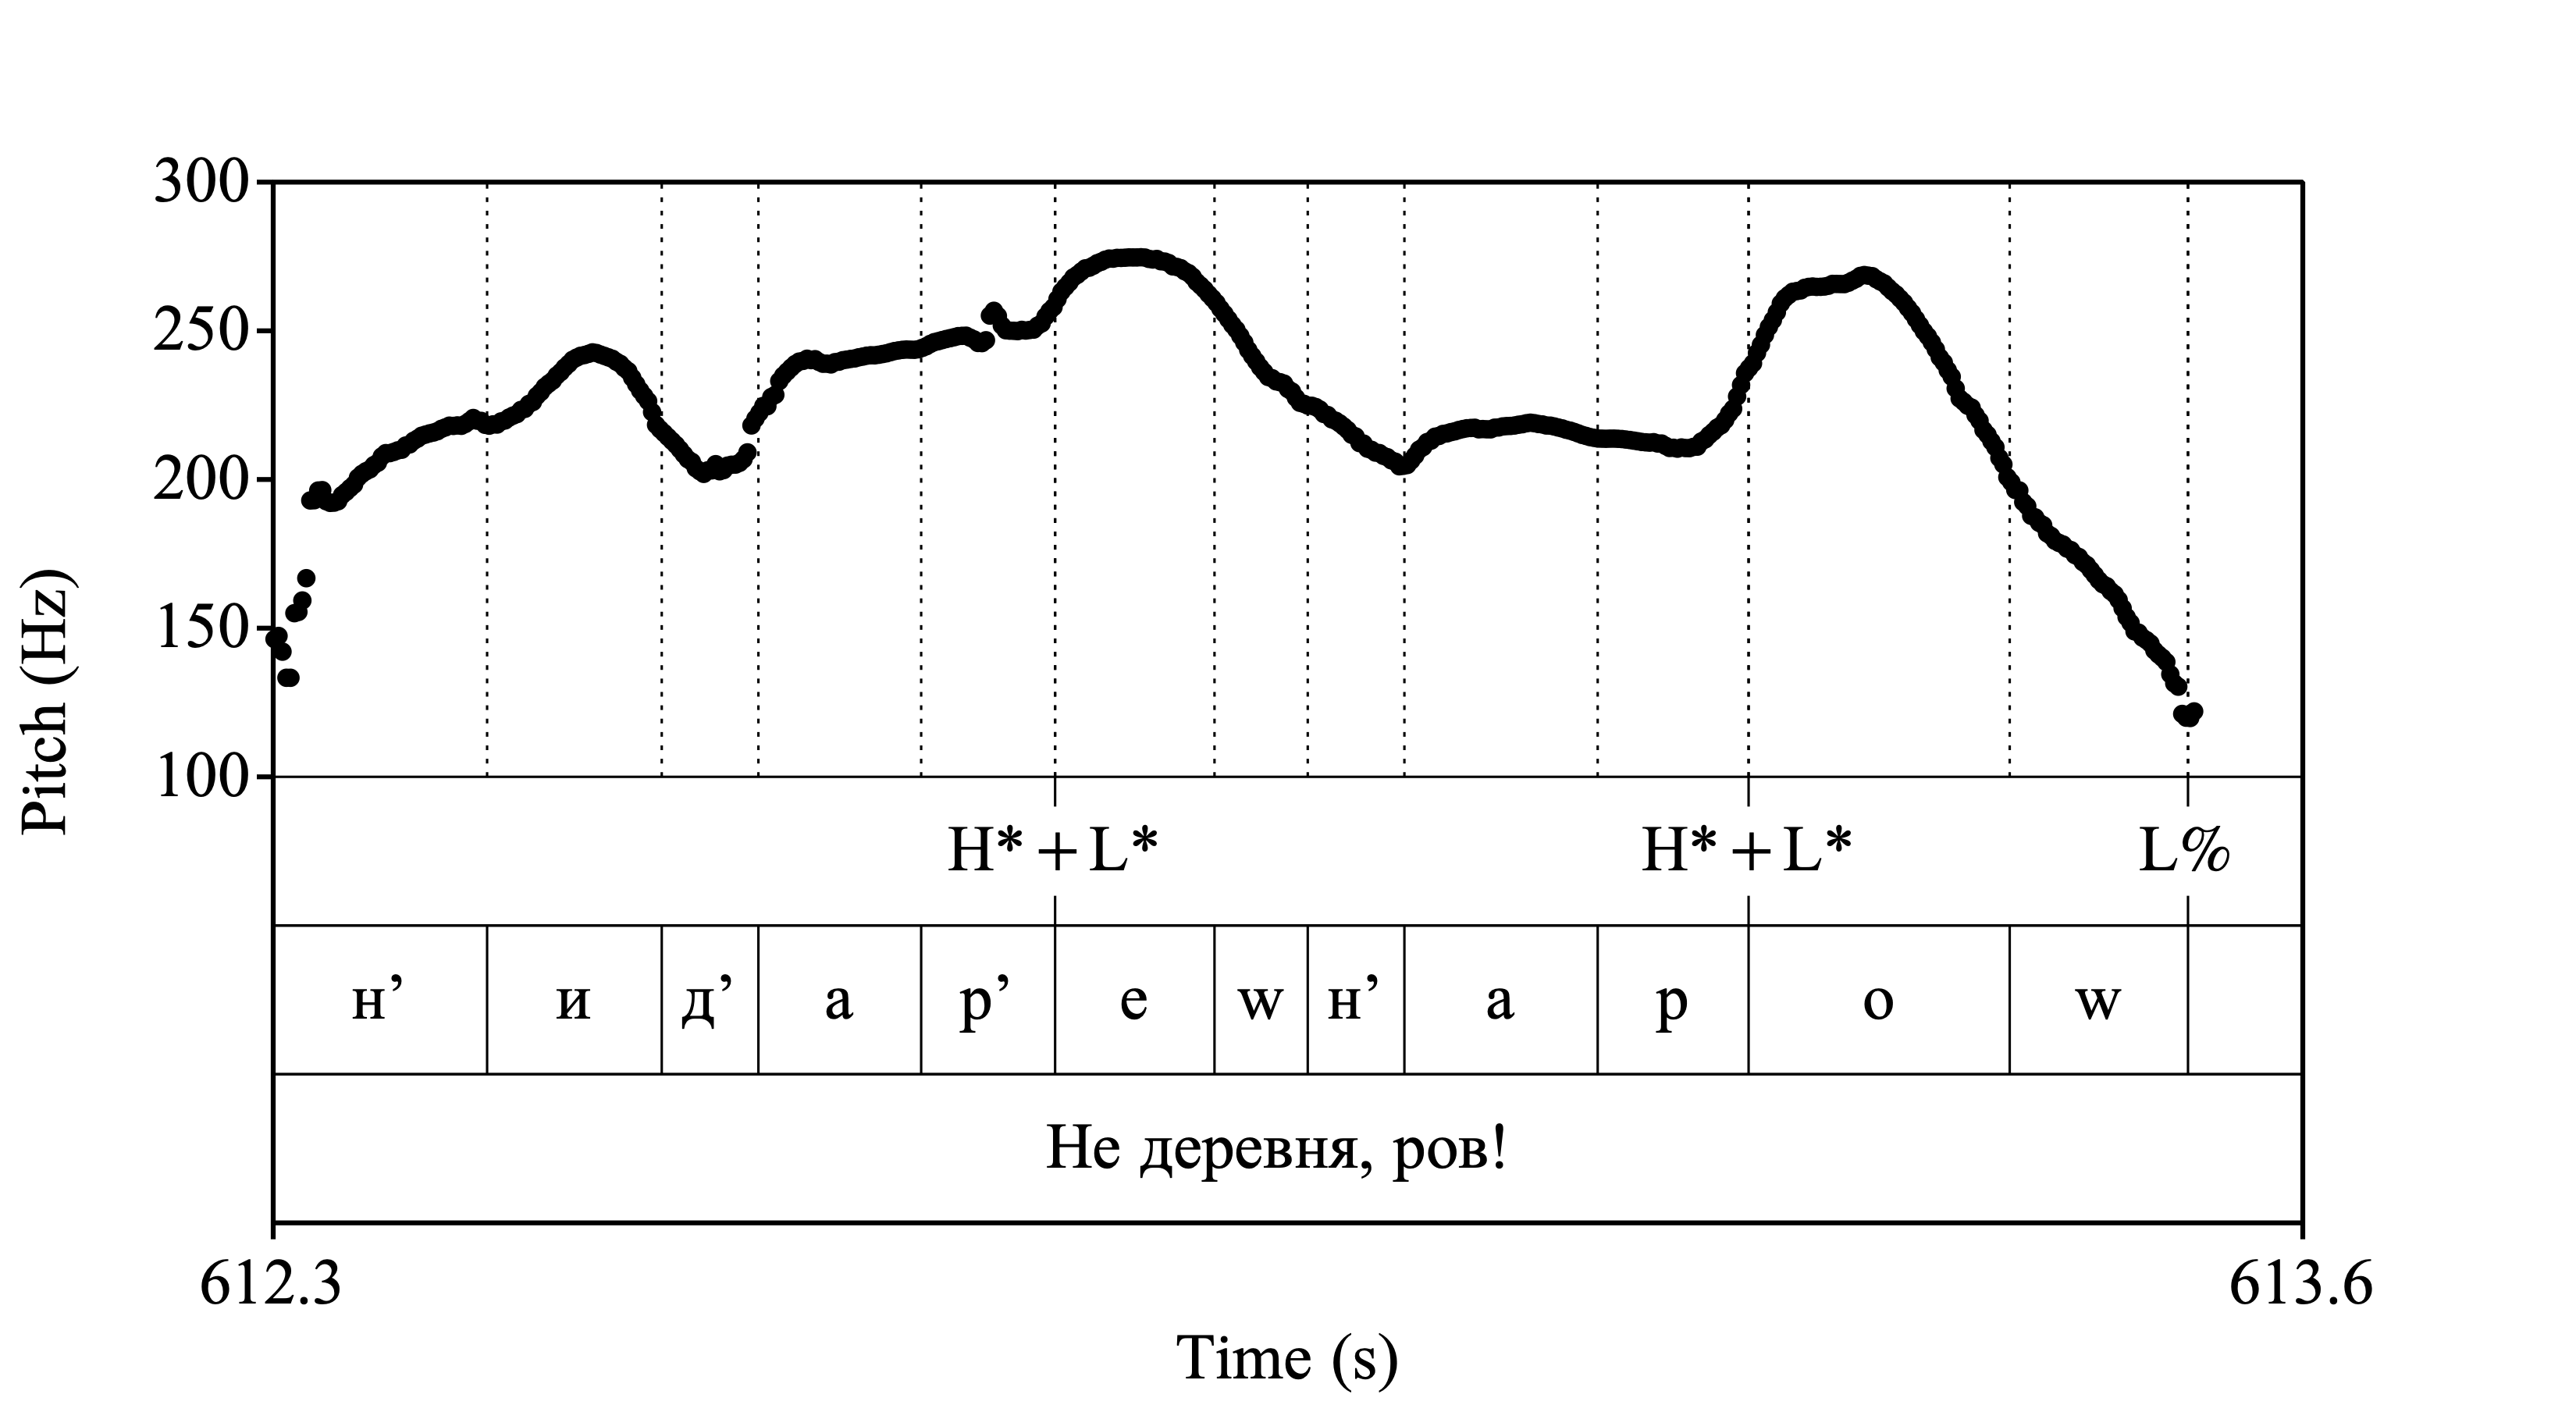 300
250
200
150
100
Pitch (Hz)
H*+L* H*+L* L%
н’ и д’ а р’ е w н’ а р о w
Не деревня, ров!
612.3 613.6
Time (s)